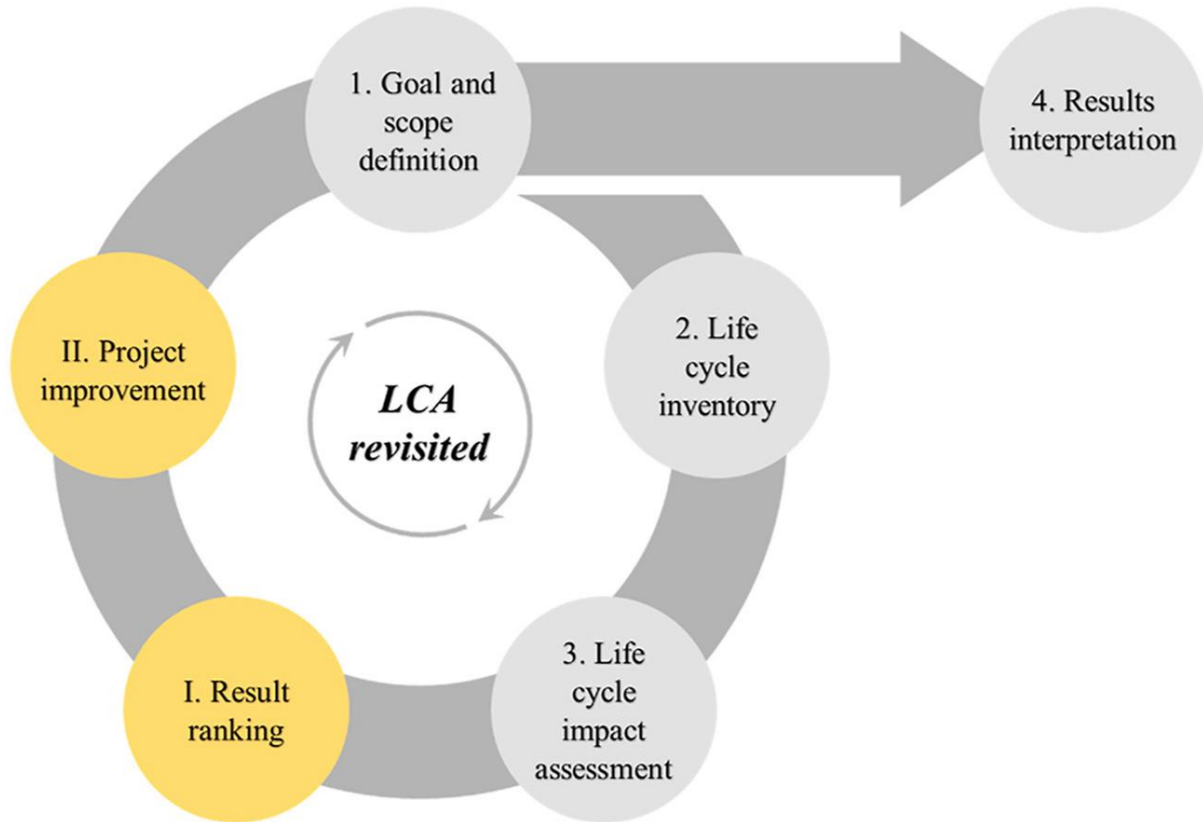 1. Goal and
scope
definition
4. Results
interpretation
2. Life
cycle
inventory
3. Life
cycle
impact
assessment
I. Result
ranking
II. Project
improvement
LCA
revisited